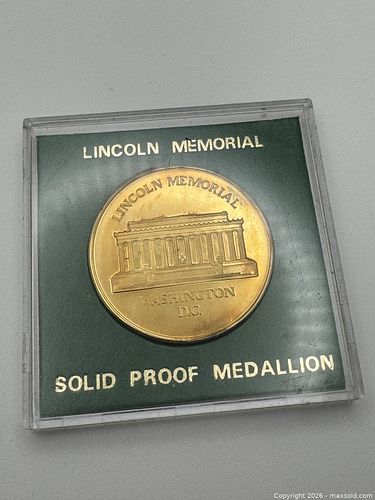 LINCOLN MEMORIAL
LINCOLN MEMORIAL
WASHINGTON
D.C.
SOLID PROOF MEDALLION
Copyright 2026 - maxsold.com